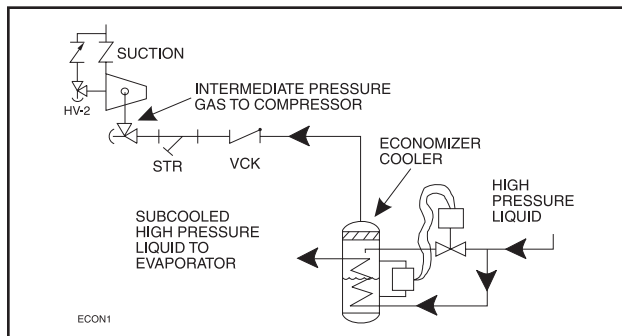 SUCTION
HV-2
INTERMEDIATE PRESSURE
GAS TO COMPRESSOR
STR
VCK
ECONOMIZER
COOLER
HIGH
PRESSURE
LIQUID
SUBCOOLED
HIGH PRESSURE
LIQUID TO
EVAPORATOR
ECON1